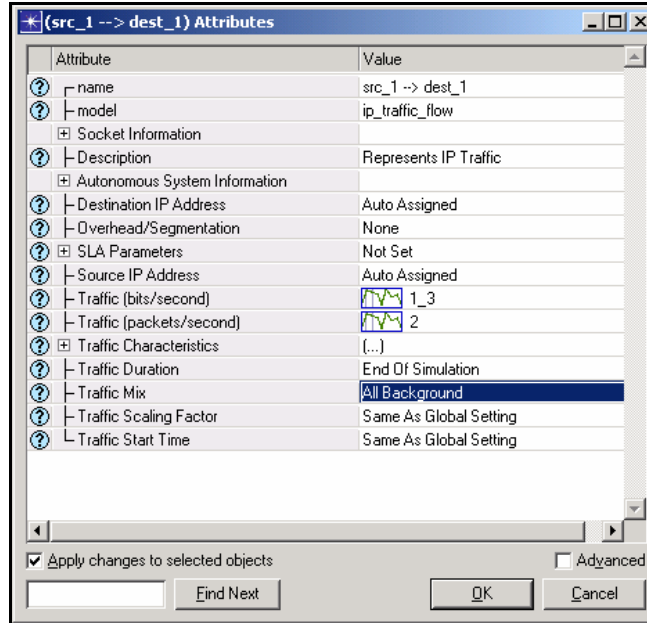 (src_1 --> dest_1) Attributes
Attribute Value
name src_1 --> dest_1
model ip_traffic_flow
Socket Information
Description Represents IP Traffic
Autonomous System Information
Destination IP Address Auto Assigned
Overhead/Segmentation None
SLA Parameters Not Set
Source IP Address Auto Assigned
Traffic (bits/second) 1_3
Traffic (packets/second) 2
Traffic Characteristics (...)
Traffic Duration End Of Simulation
Traffic Mix All Background
Traffic Scaling Factor Same As Global Setting
Traffic Start Time Same As Global Setting
Apply changes to selected objects Advanced
Find Next OK Cancel